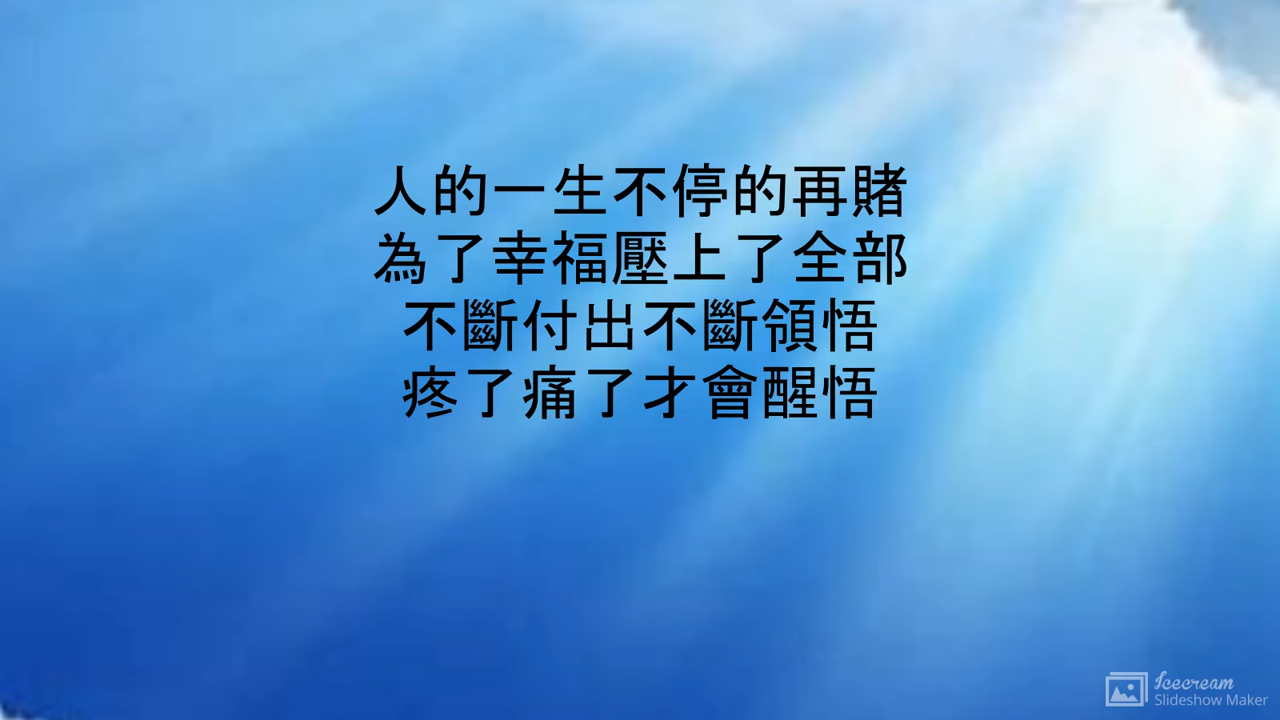 人的一生不停的再賭
為了幸福壓上了全部
不斷付出不斷領悟
疼了痛了才會醒悟
Icecream
Slideshow Maker